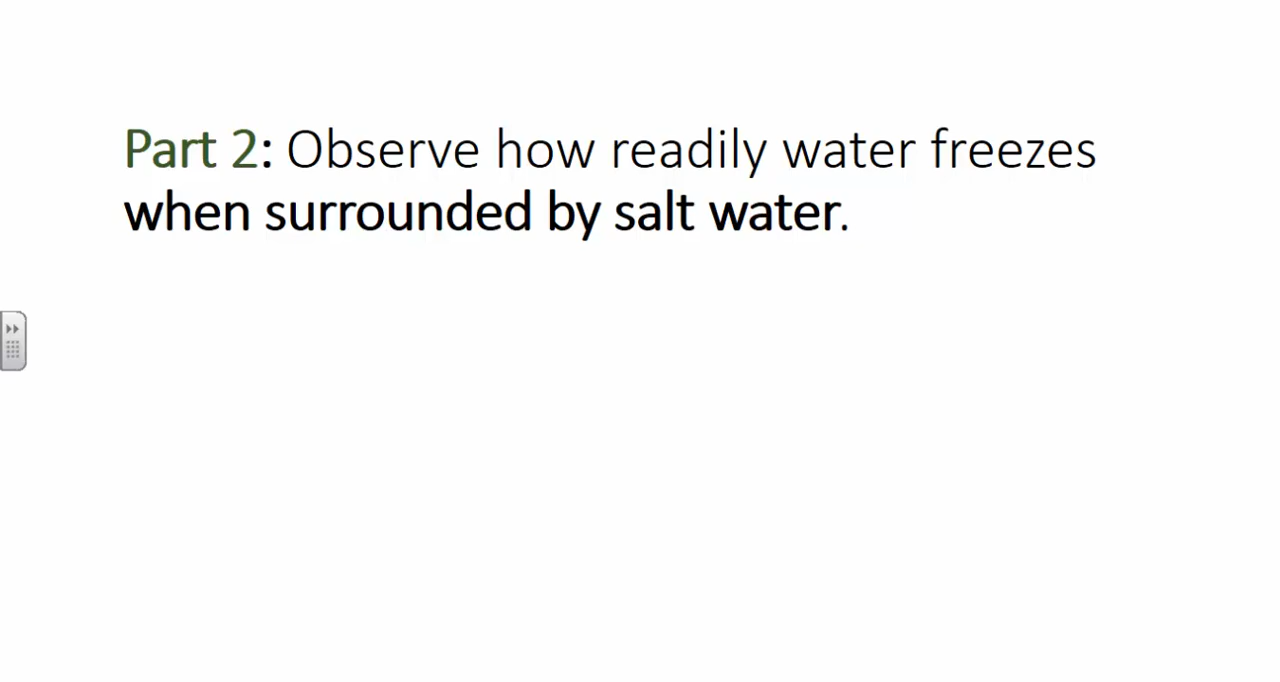 Part 2: Observe how readily water freezes
when surrounded by salt water.